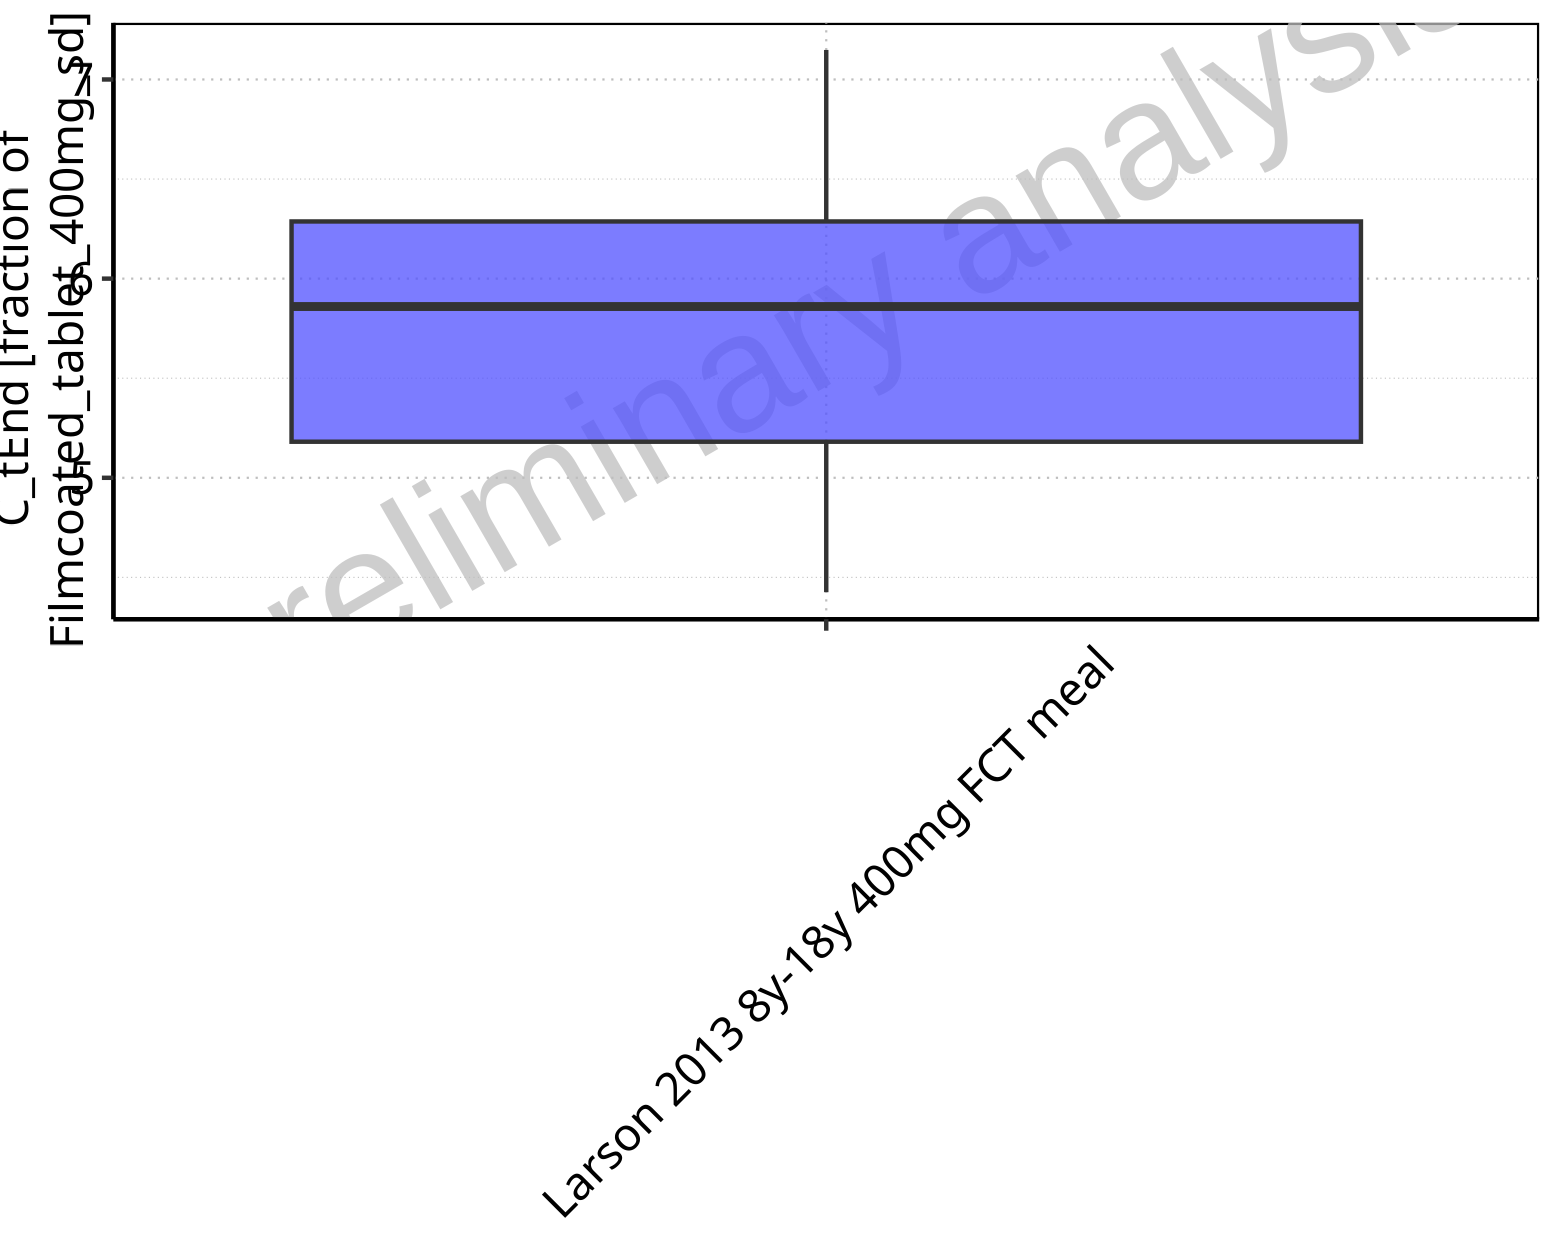 C_tEnd [fraction of
Filmcoated_tablet_400mg_sd]
7
6
5
reliminary analysis
Larson 2013 8y-18y 400mg FCT meal